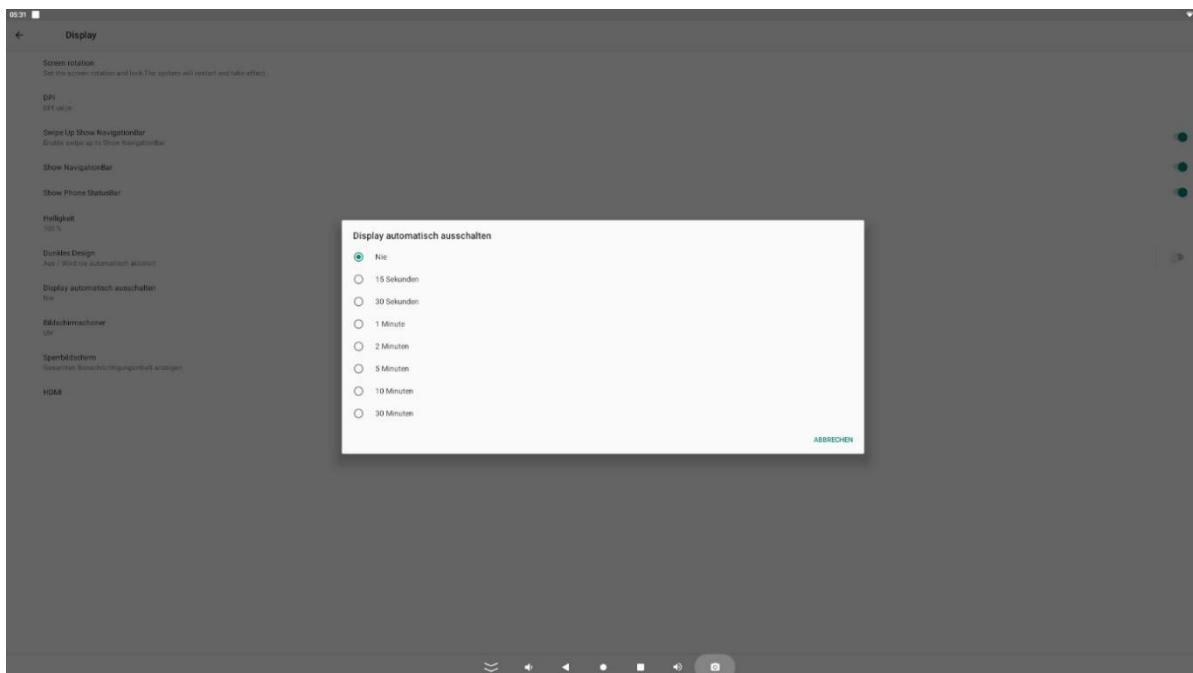 05:31
Display
Screen rotation
Set the screen rotation and lock.The system will restart and take effect.
DPI
DPI value
Swipe Up Show NavigationBar
Enable swipe up to Show NavigationBar
Show NavigationBar
Show Phone StatusBar
Helligkeit
100 %
Dunkles Design
Aus / Wird nie automatisch aktiviert
Display automatisch ausschalten
Nie
Bildschirmschoner
Uhr
Sperrbildschirm
Gesamten Benachrichtigungsinhalt anzeigen
HDMI
Display automatisch ausschalten
Nie
15 Sekunden
30 Sekunden
1 Minute
2 Minuten
5 Minuten
10 Minuten
30 Minuten
ABBRECHEN